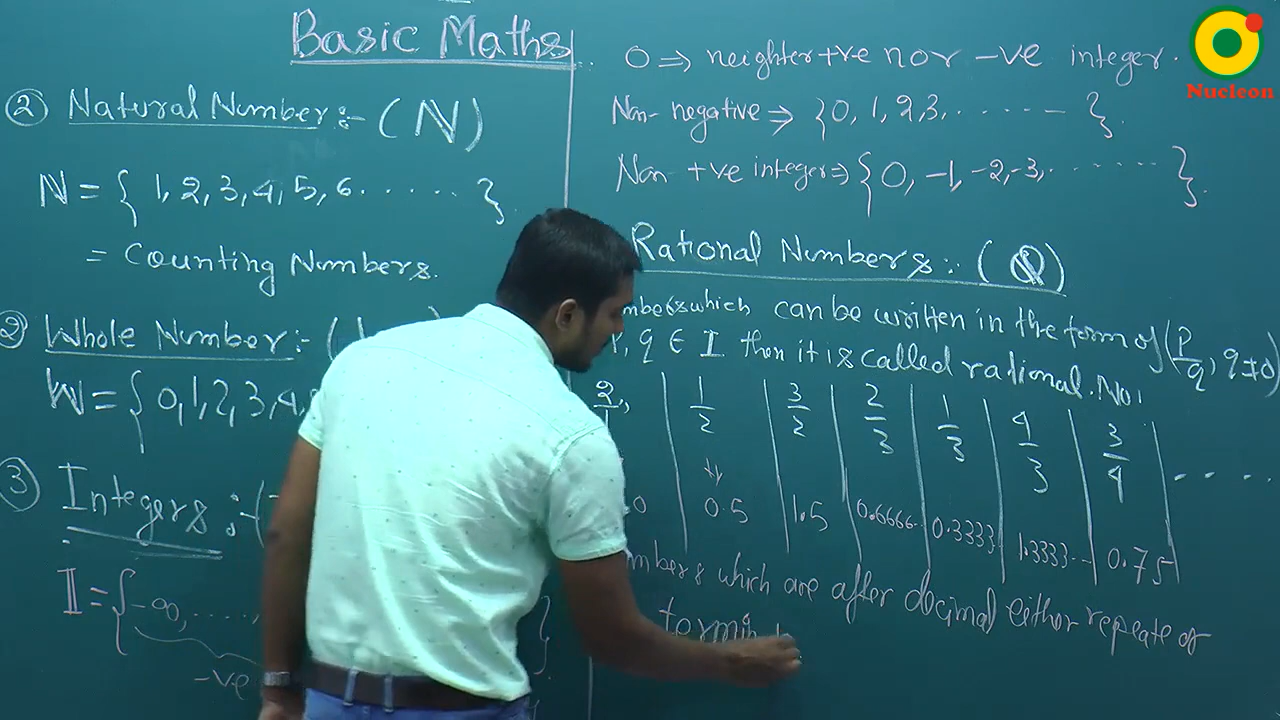 Basic Maths
② Natural Number :- (N)
N = { 1, 2, 3, 4, 5, 6 ...... }
= Counting Numbers.
② Whole Number :- (
W = { 0, 1, 2, 3, 4,
③ Integers :- (
I = { -∞, .....
-ve
}
0 ⇒ neighter +ve nor -ve integer.
Non-negative ⇒ {0, 1, 2, 3, ...... }.
Non +ve integer ⇒ {0, -1, -2, -3, ...... }.
Rational Numbers :- (Q)
which can be written in the form of (P/q, q ≠ 0)
P, q ∈ I then it is called rational. No.
2/ , | 1/2 | 3/2 | 2/3 | 1/3 | 4/3 | 3/4 | ....
0 | 0.5 | 1.5 | 0.6666.. | 0.3333 | 1.3333... | 0.75 |
which are after decimal either repeate or
termin
Nucleon